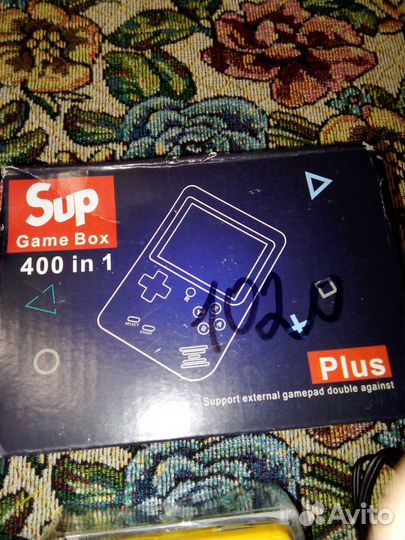 Sup
Game Box
400 in 1
SELECT
START
1020
Plus
Support external gamepad double against
Avito